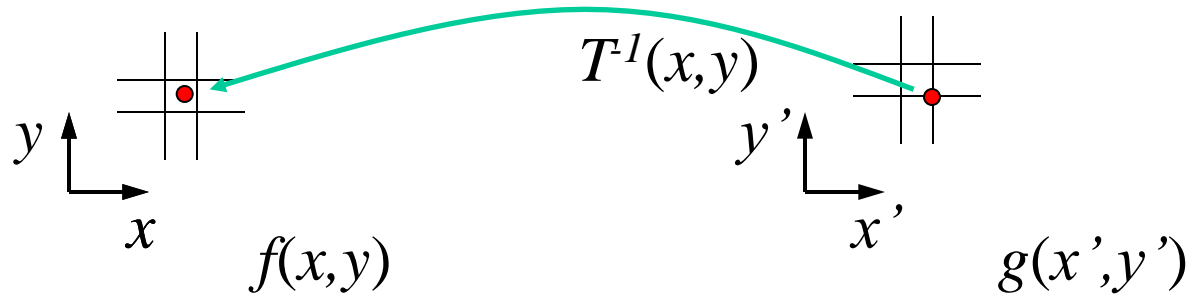 T⁻¹(x,y)
y
y’
x
x’
f(x,y)
g(x’,y’)